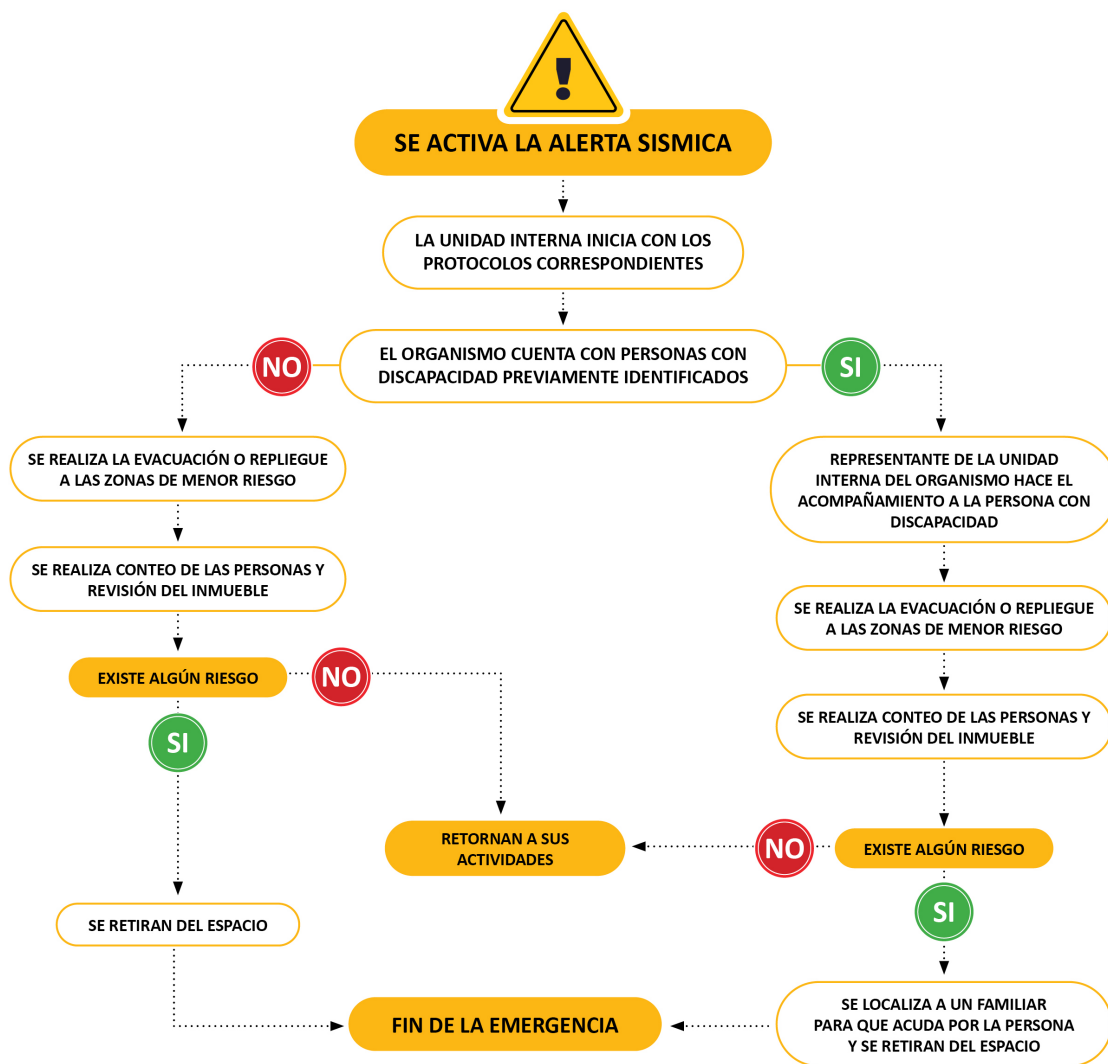 !
SE ACTIVA LA ALERTA SISMICA
LA UNIDAD INTERNA INICIA CON LOS
PROTOCOLOS CORRESPONDIENTES
NO
EL ORGANISMO CUENTA CON PERSONAS CON
DISCAPACIDAD PREVIAMENTE IDENTIFICADOS
SI
SE REALIZA LA EVACUACIÓN O REPLIEGUE
A LAS ZONAS DE MENOR RIESGO
SE REALIZA CONTEO DE LAS PERSONAS Y
REVISIÓN DEL INMUEBLE
EXISTE ALGÚN RIESGO
NO
SI
SE RETIRAN DEL ESPACIO
REPRESENTANTE DE LA UNIDAD
INTERNA DEL ORGANISMO HACE EL
ACOMPAÑAMIENTO A LA PERSONA CON
DISCAPACIDAD
SE REALIZA LA EVACUACIÓN O REPLIEGUE
A LAS ZONAS DE MENOR RIESGO
SE REALIZA CONTEO DE LAS PERSONAS Y
REVISIÓN DEL INMUEBLE
RETORNAN A SUS
ACTIVIDADES
NO
EXISTE ALGÚN RIESGO
SI
SE LOCALIZA A UN FAMILIAR
PARA QUE ACUDA POR LA PERSONA
Y SE RETIRAN DEL ESPACIO
FIN DE LA EMERGENCIA